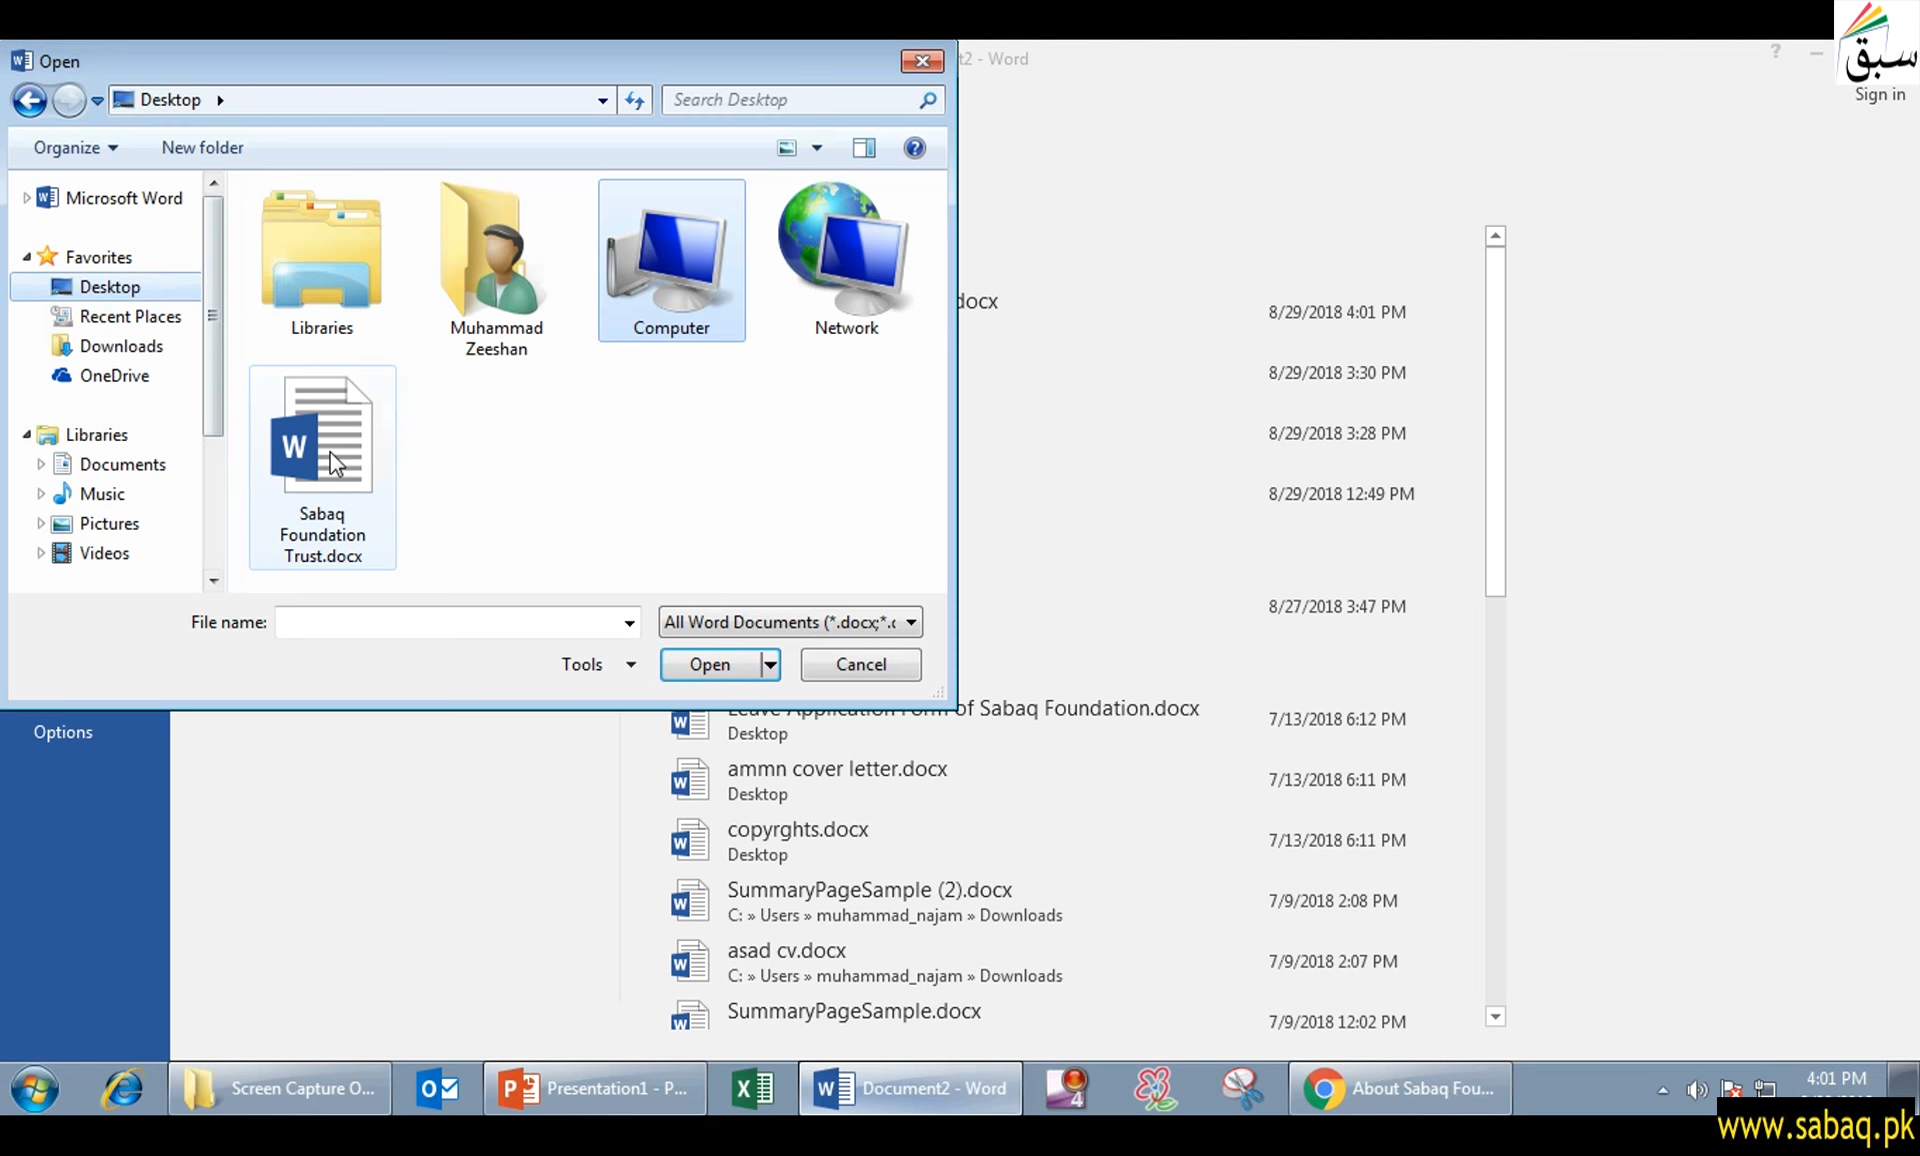 Open
t2 - Word
سبق
Sign in
Desktop
Search Desktop
Organize
New folder
Microsoft Word
Favorites
Desktop
Recent Places
Downloads
OneDrive
Libraries
Documents
Music
Pictures
Videos
Libraries
Muhammad
Zeeshan
Computer
Network
W
Sabaq
Foundation
Trust.docx
File name:
All Word Documents (*.docx;*.c
Tools
Open
Cancel
docx
8/29/2018 4:01 PM
8/29/2018 3:30 PM
8/29/2018 3:28 PM
8/29/2018 12:49 PM
8/27/2018 3:47 PM
Options
Leave Application Form of Sabaq Foundation.docx
Desktop
7/13/2018 6:12 PM
ammn cover letter.docx
Desktop
7/13/2018 6:11 PM
copyrghts.docx
Desktop
7/13/2018 6:11 PM
SummaryPageSample (2).docx
C: » Users » muhammad_najam » Downloads
7/9/2018 2:08 PM
asad cv.docx
C: » Users » muhammad_najam » Downloads
7/9/2018 2:07 PM
SummaryPageSample.docx
7/9/2018 12:02 PM
Screen Capture O...
Presentation1 - P...
Document2 - Word
About Sabaq Fou...
4:01 PM
www.sabaq.pk